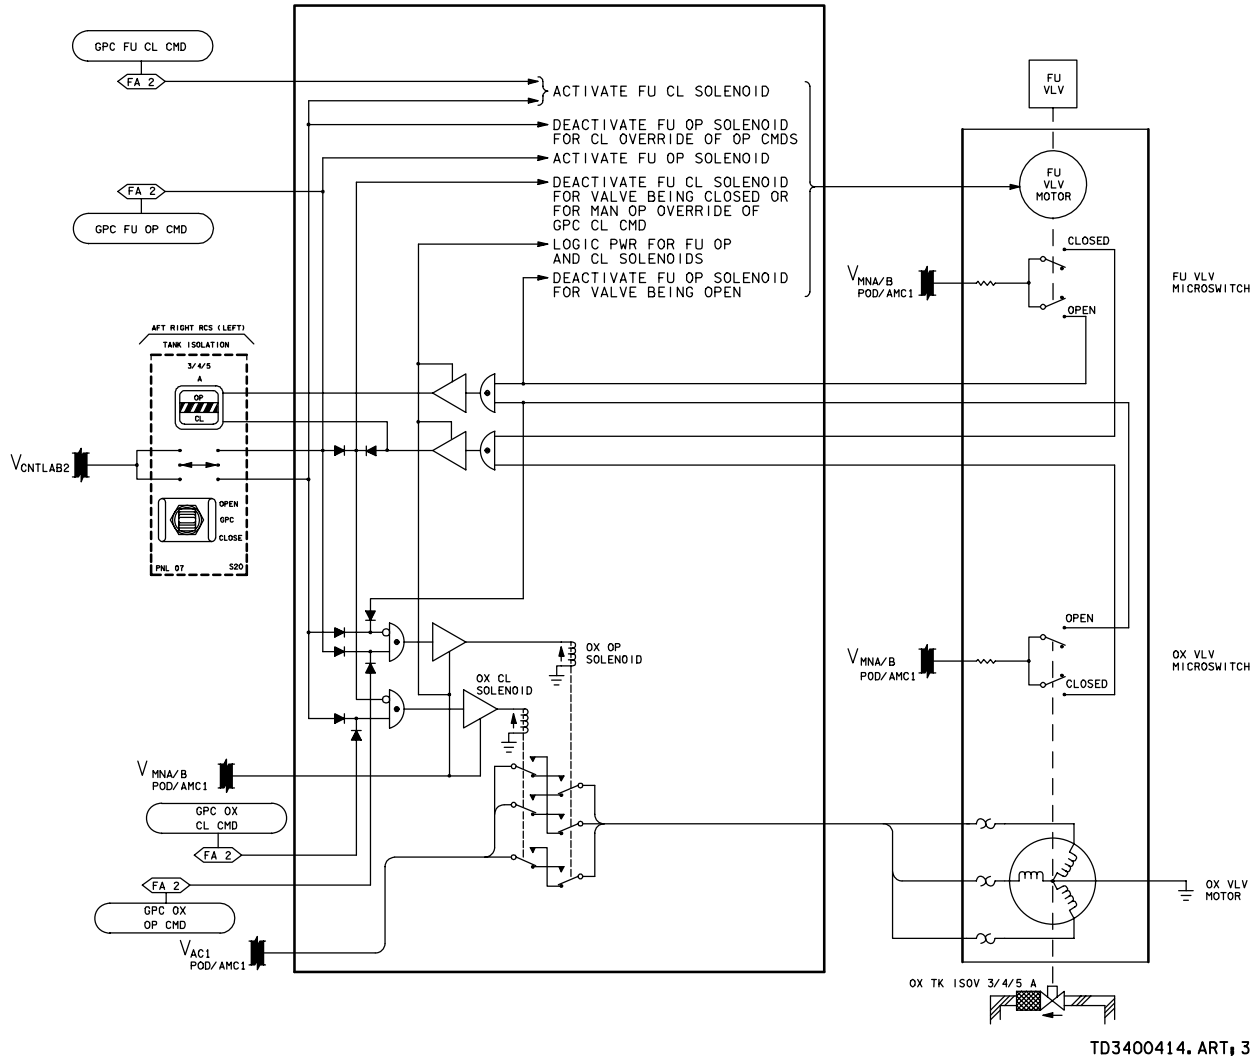 GPC FU CL CMD
FA 2
ACTIVATE FU CL SOLENOID
DEACTIVATE FU OP SOLENOID
FOR CL OVERRIDE OF OP CMDS
ACTIVATE FU OP SOLENOID
DEACTIVATE FU CL SOLENOID
FOR VALVE BEING CLOSED OR
FOR MAN OP OVERRIDE OF
GPC CL CMD
LOGIC PWR FOR FU OP
AND CL SOLENOIDS
DEACTIVATE FU OP SOLENOID
FOR VALVE BEING OPEN
FA 2
GPC FU OP CMD
FU
VLV
FU
VLV
MOTOR
CLOSED
VMNA/B
POD/AMC1
OPEN
FU VLV
MICROSWITCH
AFT RIGHT RCS (LEFT)
TANK ISOLATION
3/4/5
A
OP
CL
VCNTLAB2
OPEN
GPC
CLOSE
PNL 07
S20
OX OP
SOLENOID
OX CL
SOLENOID
OPEN
VMNA/B
POD/AMC1
CLOSED
OX VLV
MICROSWITCH
VMNA/B
POD/AMC1
GPC OX
CL CMD
FA 2
FA 2
GPC OX
OP CMD
VAC1
POD/AMC1
OX VLV
MOTOR
OX TK ISOV 3/4/5 A
TD3400414.ART;3